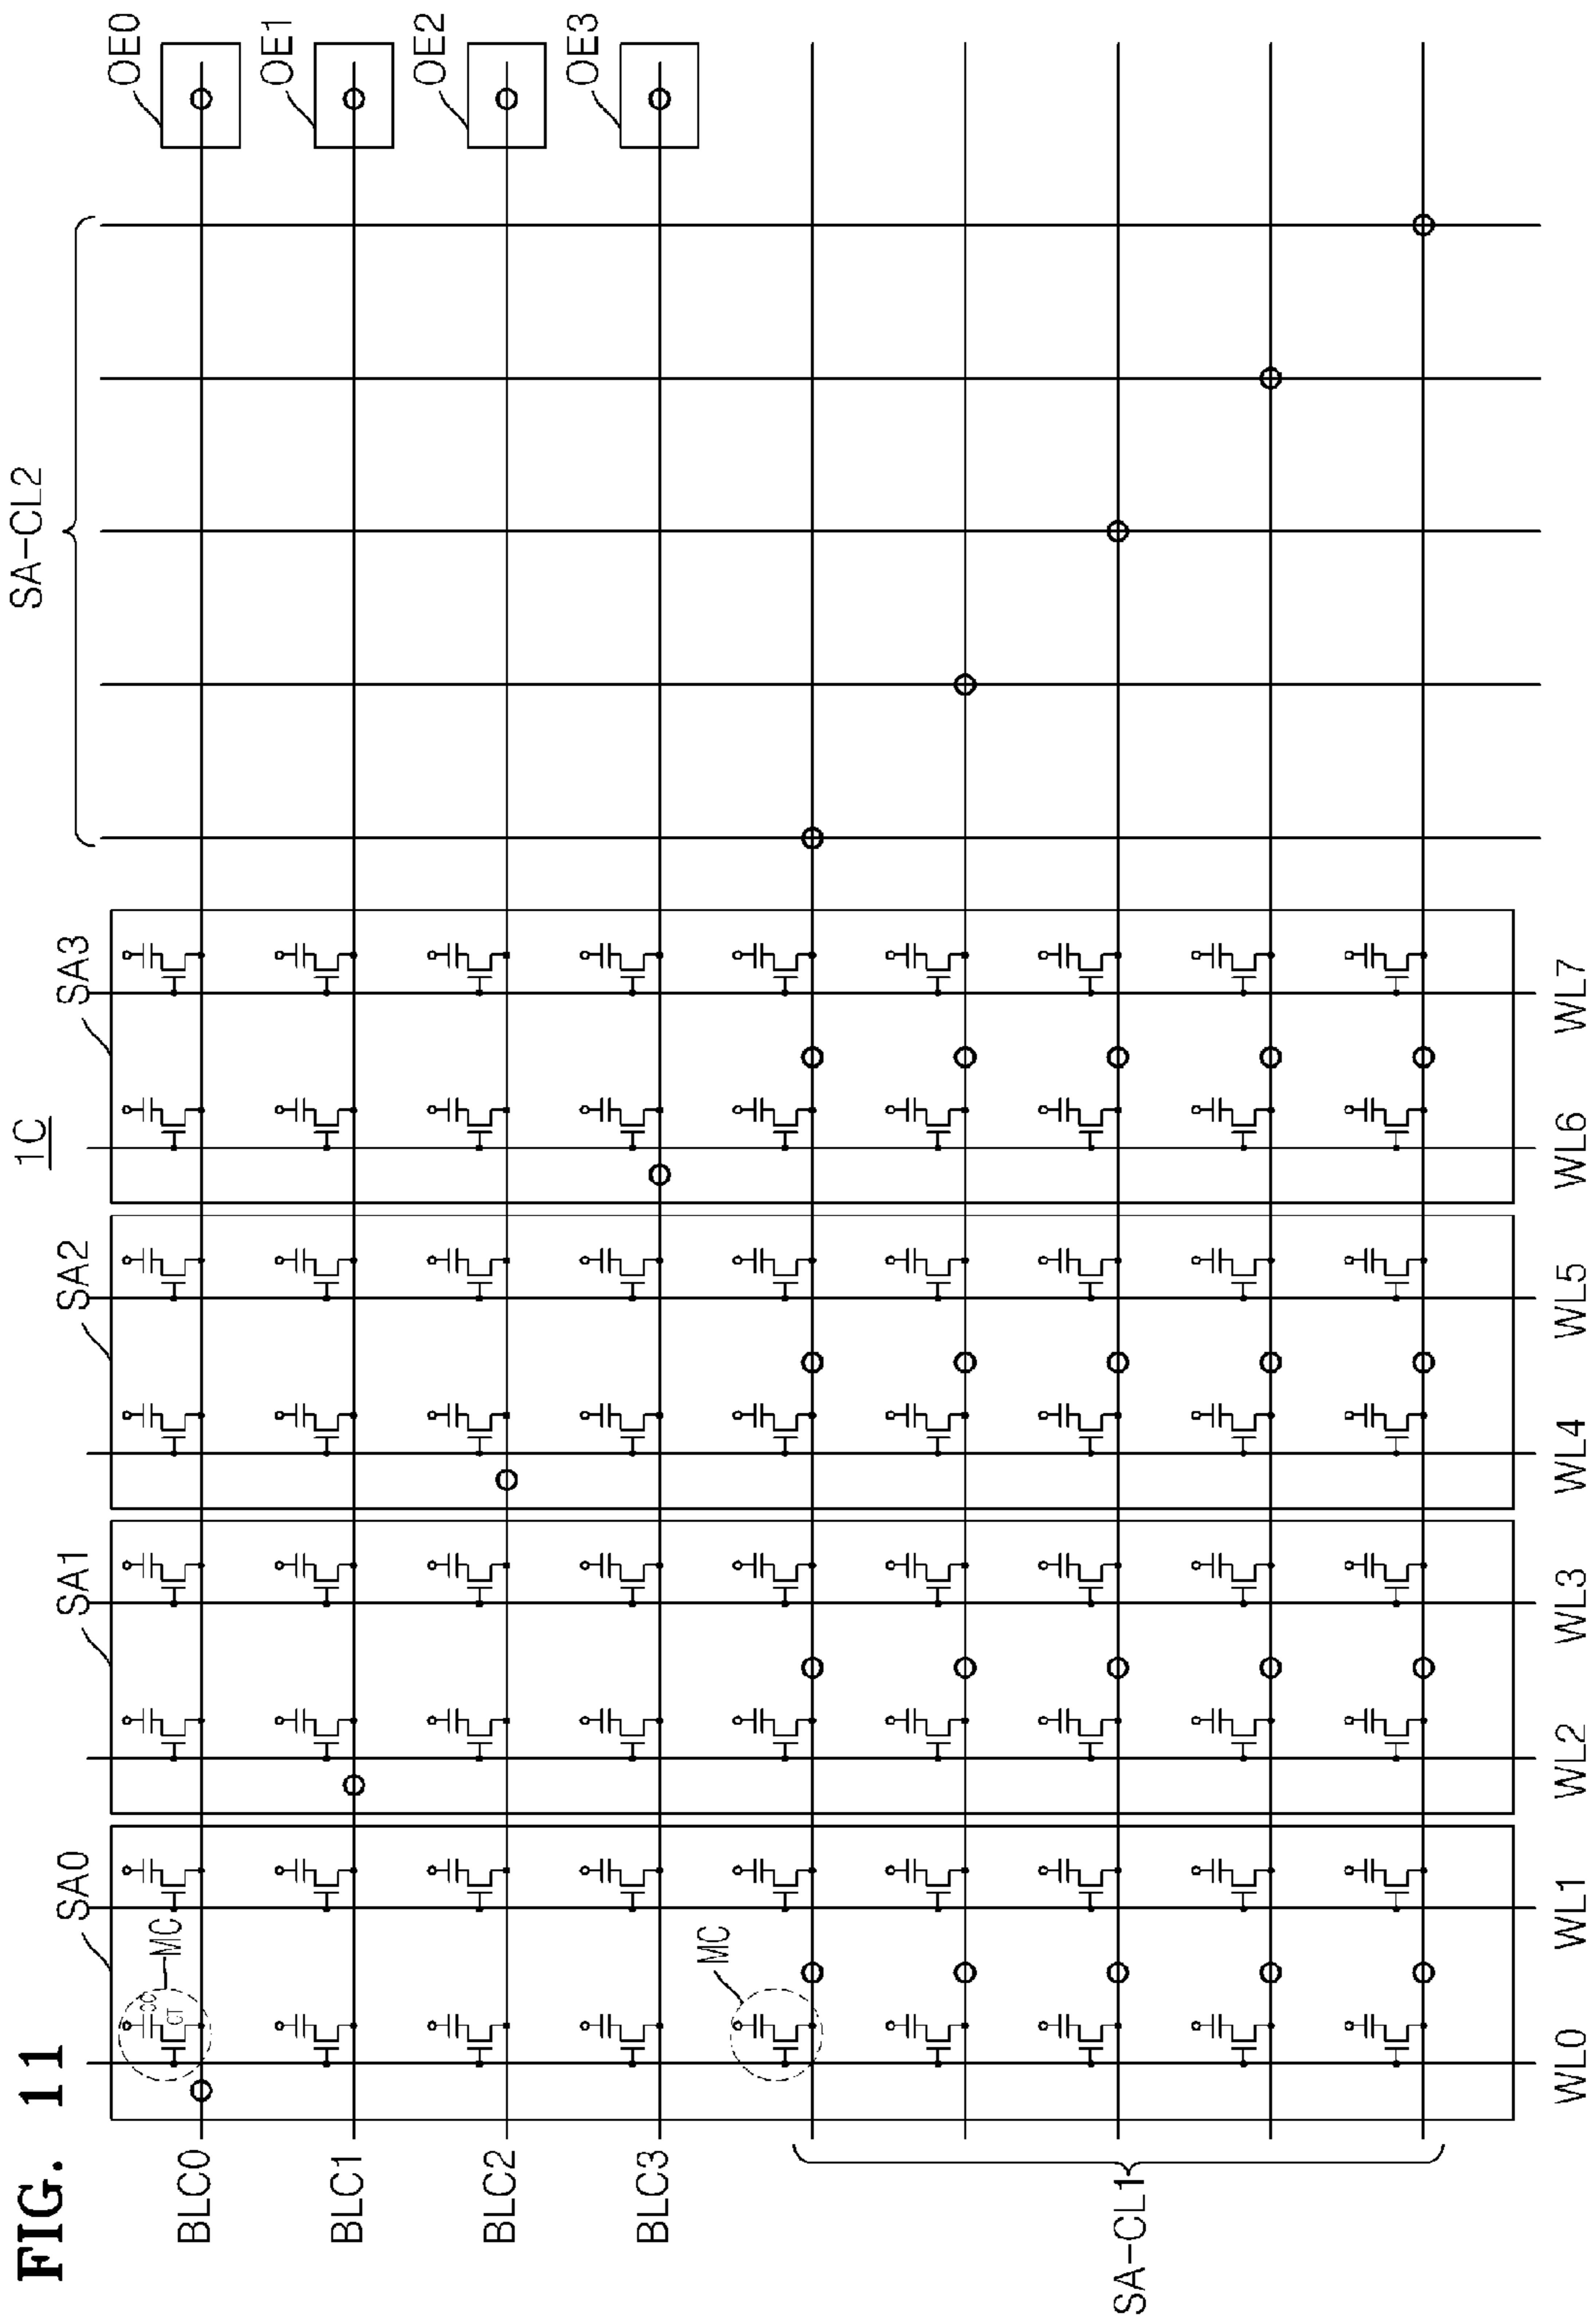 FIG. 11
1C
SA-CL2
SA0
SA1
SA2
SA3
OE0
OE1
OE2
OE3
MC
CC
CT
MC
BLC0
BLC1
BLC2
BLC3
SA-CL1
WL0
WL1
WL2
WL3
WL4
WL5
WL6
WL7